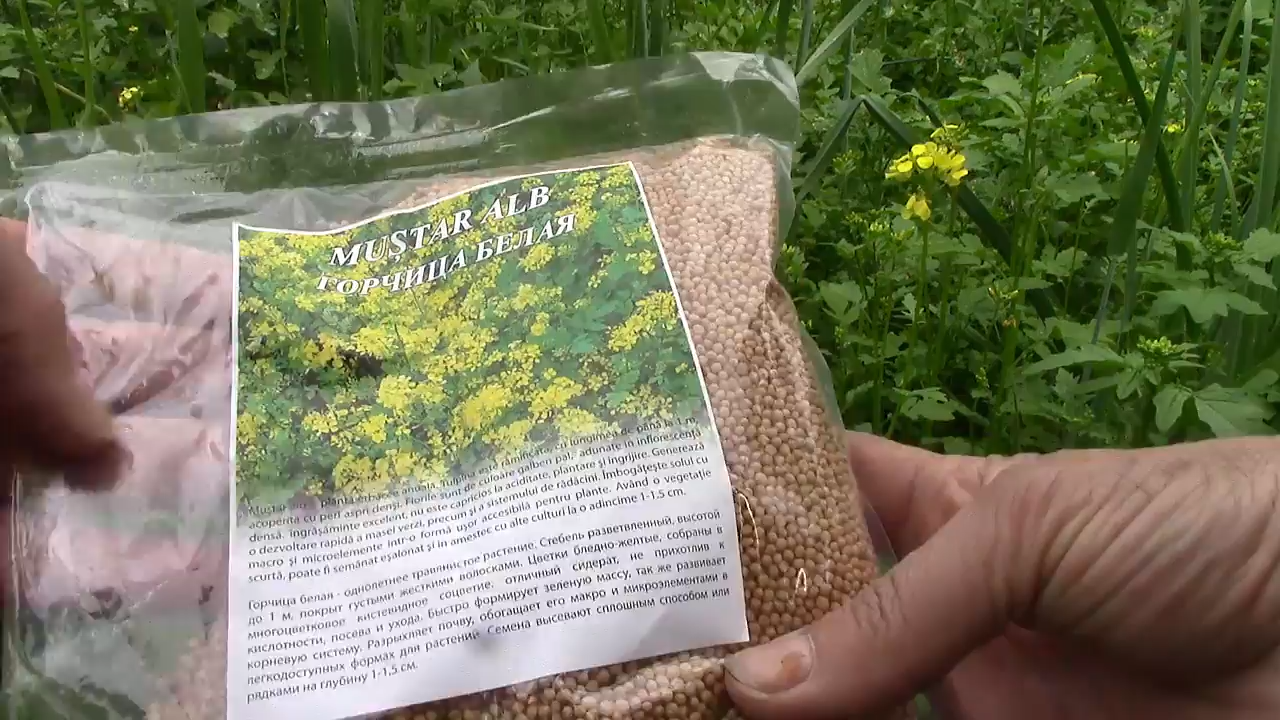 MUȘTAR ALB
ГОРЧИЦА БЕЛАЯ
Muștar alb - plantă erbacee anuală, tulpina este cu lungimea de până la 1 m,
acoperită cu peri aspri denși. Florile sunt de culoare galben pal, adunate în inflorescență
densă. Îngrășăminte excelent, nu este capricios la aciditate, plantare și îngrijire. Generează
o dezvoltare rapidă a masei verzi, precum și a sistemului de rădăcini. Îmbogățește solul cu
macro și microelemente într-o formă ușor accesibilă pentru plante. Având o vegetație
scurtă, poate fi semănat eșalonat și în amestec cu alte culturi la o adincime 1-1.5 cm.
Горчица белая - однолетнее травянистое растение. Стебель разветвленный, высотой
до 1 м, покрыт густыми жесткими волосками. Цветки бледно-желтые, собраны в
многоцветковое кистевидное соцветие; отличный сидерат, не прихотлив к
кислотности, посева и ухода. Быстро формирует зеленую массу, так же развивает
корневую систему. Разрыхляет почву, обогащает его макро и микроэлементами в
легкодоступных формах для растений. Семена высевают сплошным способом или
рядками на глубину 1-1,5 см.